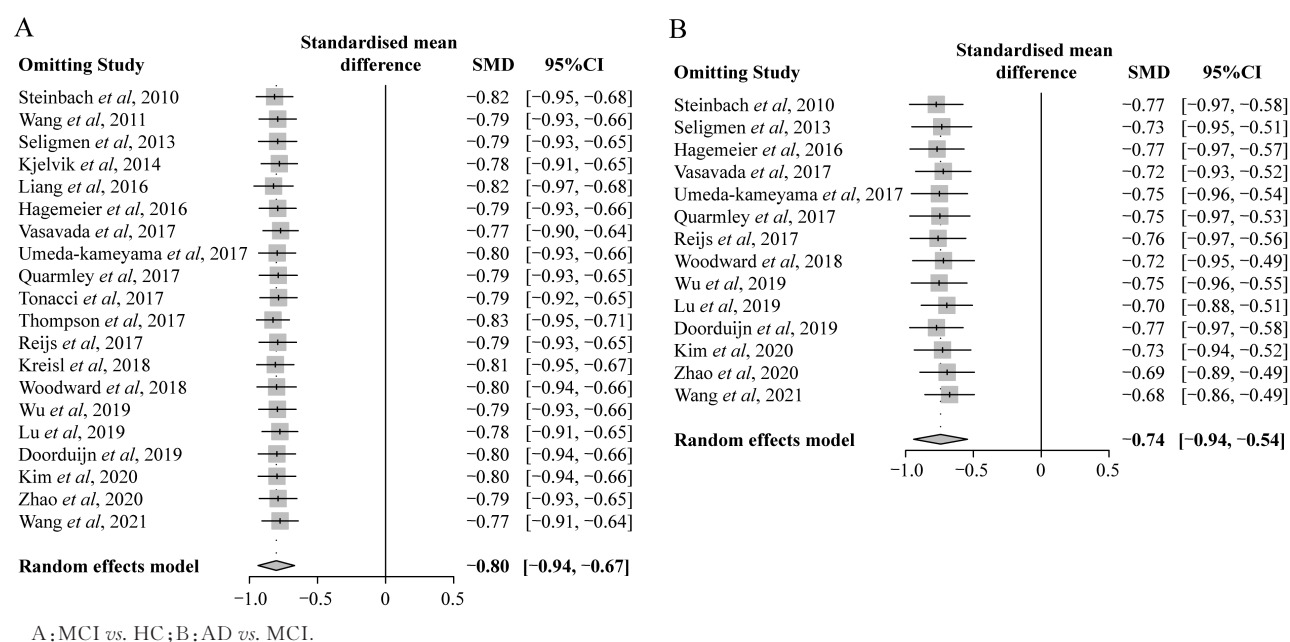 A
Standardised mean
Omitting Study difference SMD 95%CI
Steinbach et al, 2010 −0.82 [−0.95, −0.68]
Wang et al, 2011 −0.79 [−0.93, −0.66]
Seligmen et al, 2013 −0.79 [−0.93, −0.65]
Kjelvik et al, 2014 −0.78 [−0.91, −0.65]
Liang et al, 2016 −0.82 [−0.97, −0.68]
Hagemeier et al, 2016 −0.79 [−0.93, −0.66]
Vasavada et al, 2017 −0.77 [−0.90, −0.64]
Umeda-kameyama et al, 2017 −0.80 [−0.93, −0.66]
Quarmley et al, 2017 −0.79 [−0.93, −0.65]
Tonacci et al, 2017 −0.79 [−0.92, −0.65]
Thompson et al, 2017 −0.83 [−0.95, −0.71]
Reijs et al, 2017 −0.79 [−0.93, −0.65]
Kreisl et al, 2018 −0.81 [−0.95, −0.67]
Woodward et al, 2018 −0.80 [−0.94, −0.66]
Wu et al, 2019 −0.79 [−0.93, −0.66]
Lu et al, 2019 −0.78 [−0.91, −0.65]
Doorduijn et al, 2019 −0.80 [−0.94, −0.66]
Kim et al, 2020 −0.80 [−0.94, −0.66]
Zhao et al, 2020 −0.79 [−0.93, −0.65]
Wang et al, 2021 −0.77 [−0.91, −0.64]
Random effects model −0.80 [−0.94, −0.67]
−1.0 −0.5 0 0.5
B
Standardised mean
Omitting Study difference SMD 95%CI
Steinbach et al, 2010 −0.77 [−0.97, −0.58]
Seligmen et al, 2013 −0.73 [−0.95, −0.51]
Hagemeier et al, 2016 −0.77 [−0.97, −0.57]
Vasavada et al, 2017 −0.72 [−0.93, −0.52]
Umeda-kameyama et al, 2017 −0.75 [−0.96, −0.54]
Quarmley et al, 2017 −0.75 [−0.97, −0.53]
Reijs et al, 2017 −0.76 [−0.97, −0.56]
Woodward et al, 2018 −0.72 [−0.95, −0.49]
Wu et al, 2019 −0.75 [−0.96, −0.55]
Lu et al, 2019 −0.70 [−0.88, −0.51]
Doorduijn et al, 2019 −0.77 [−0.97, −0.58]
Kim et al, 2020 −0.73 [−0.94, −0.52]
Zhao et al, 2020 −0.69 [−0.89, −0.49]
Wang et al, 2021 −0.68 [−0.86, −0.49]
Random effects model −0.74 [−0.94, −0.54]
−1.0 −0.5 0 0.5
A:MCI vs. HC;B:AD vs. MCI.